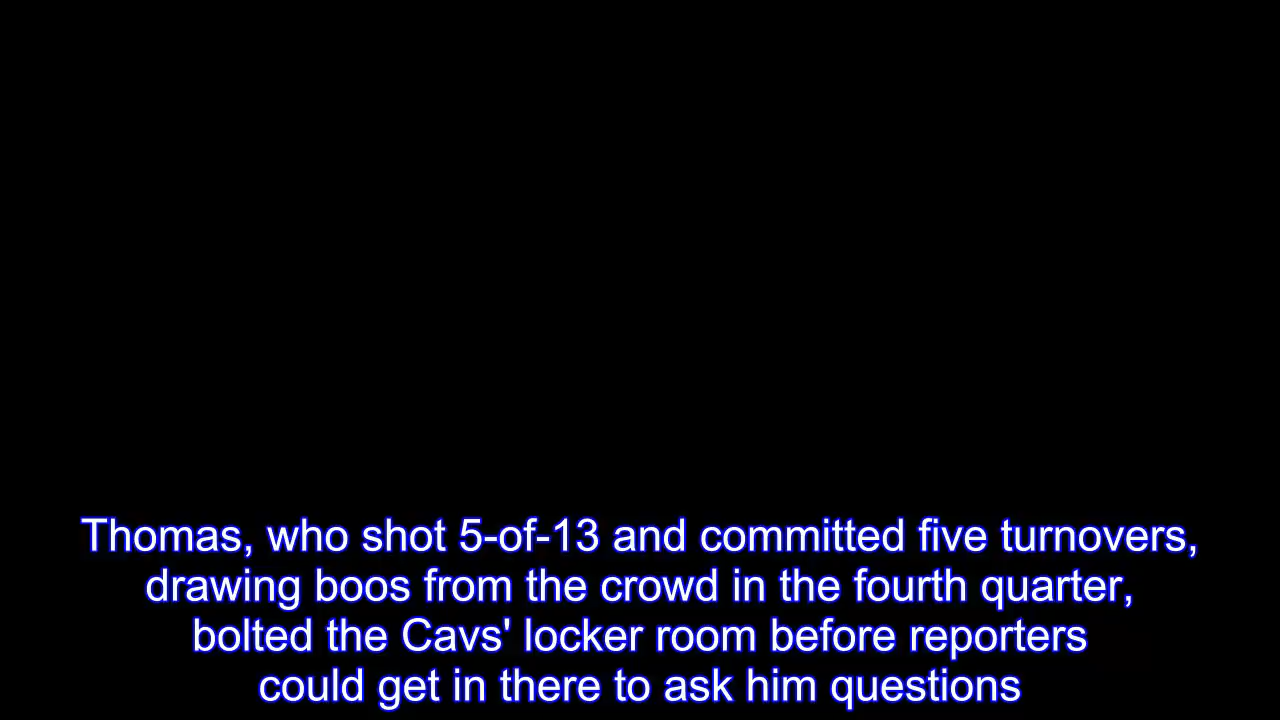 Thomas, who shot 5-of-13 and committed five turnovers,
drawing boos from the crowd in the fourth quarter,
bolted the Cavs' locker room before reporters
could get in there to ask him questions